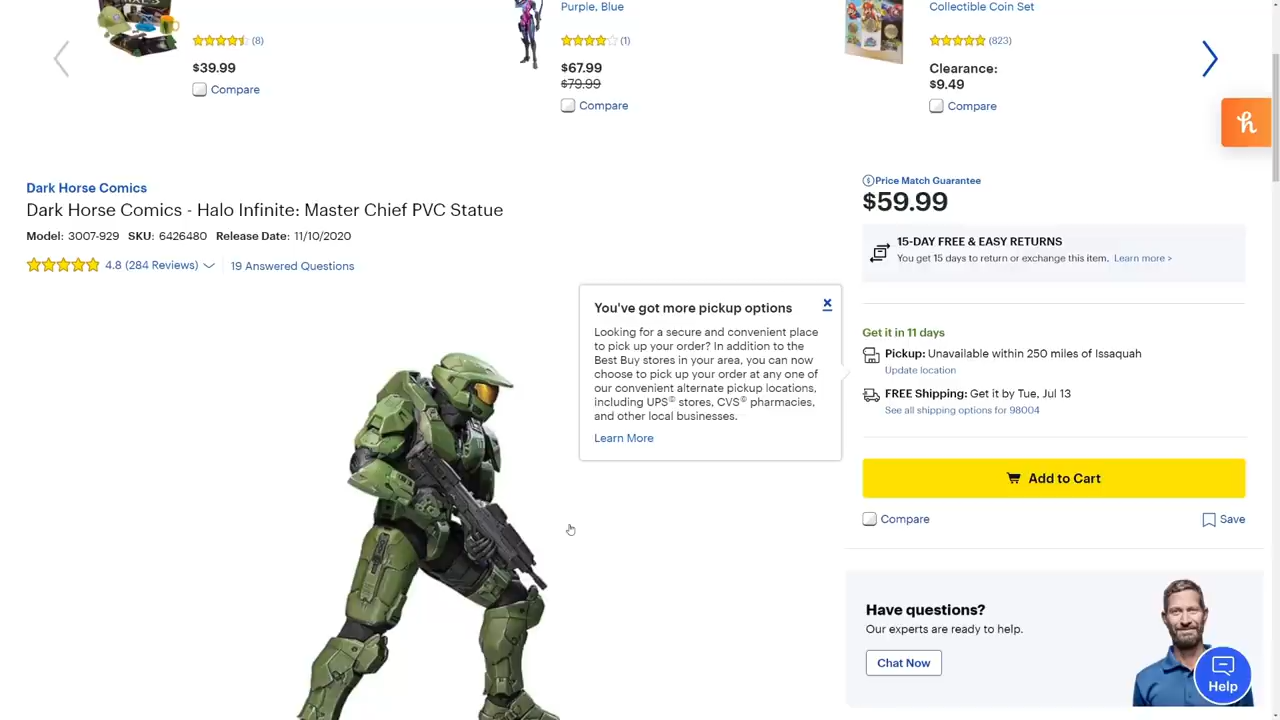 Purple, Blue
Collectible Coin Set
(8)
(1)
(823)
$39.99
$67.99
Clearance:
$79.99
$9.49
Compare
Compare
Compare
Dark Horse Comics
Dark Horse Comics - Halo Infinite: Master Chief PVC Statue
Model: 3007-929 SKU: 6426480 Release Date: 11/10/2020
4.8 (284 Reviews)
19 Answered Questions
Price Match Guarantee
$59.99
15-DAY FREE & EASY RETURNS
You get 15 days to return or exchange this item. Learn more >
You've got more pickup options
Looking for a secure and convenient place
to pick up your order? In addition to the
Best Buy stores in your area, you can now
choose to pick up your order at any one of
our convenient alternate pickup locations,
including UPS® stores, CVS® pharmacies,
and other local businesses.
Learn More
Get it in 11 days
Pickup: Unavailable within 250 miles of Issaquah
Update location
FREE Shipping: Get it by Tue, Jul 13
See all shipping options for 98004
Add to Cart
Compare
Save
Have questions?
Our experts are ready to help.
Chat Now
Help